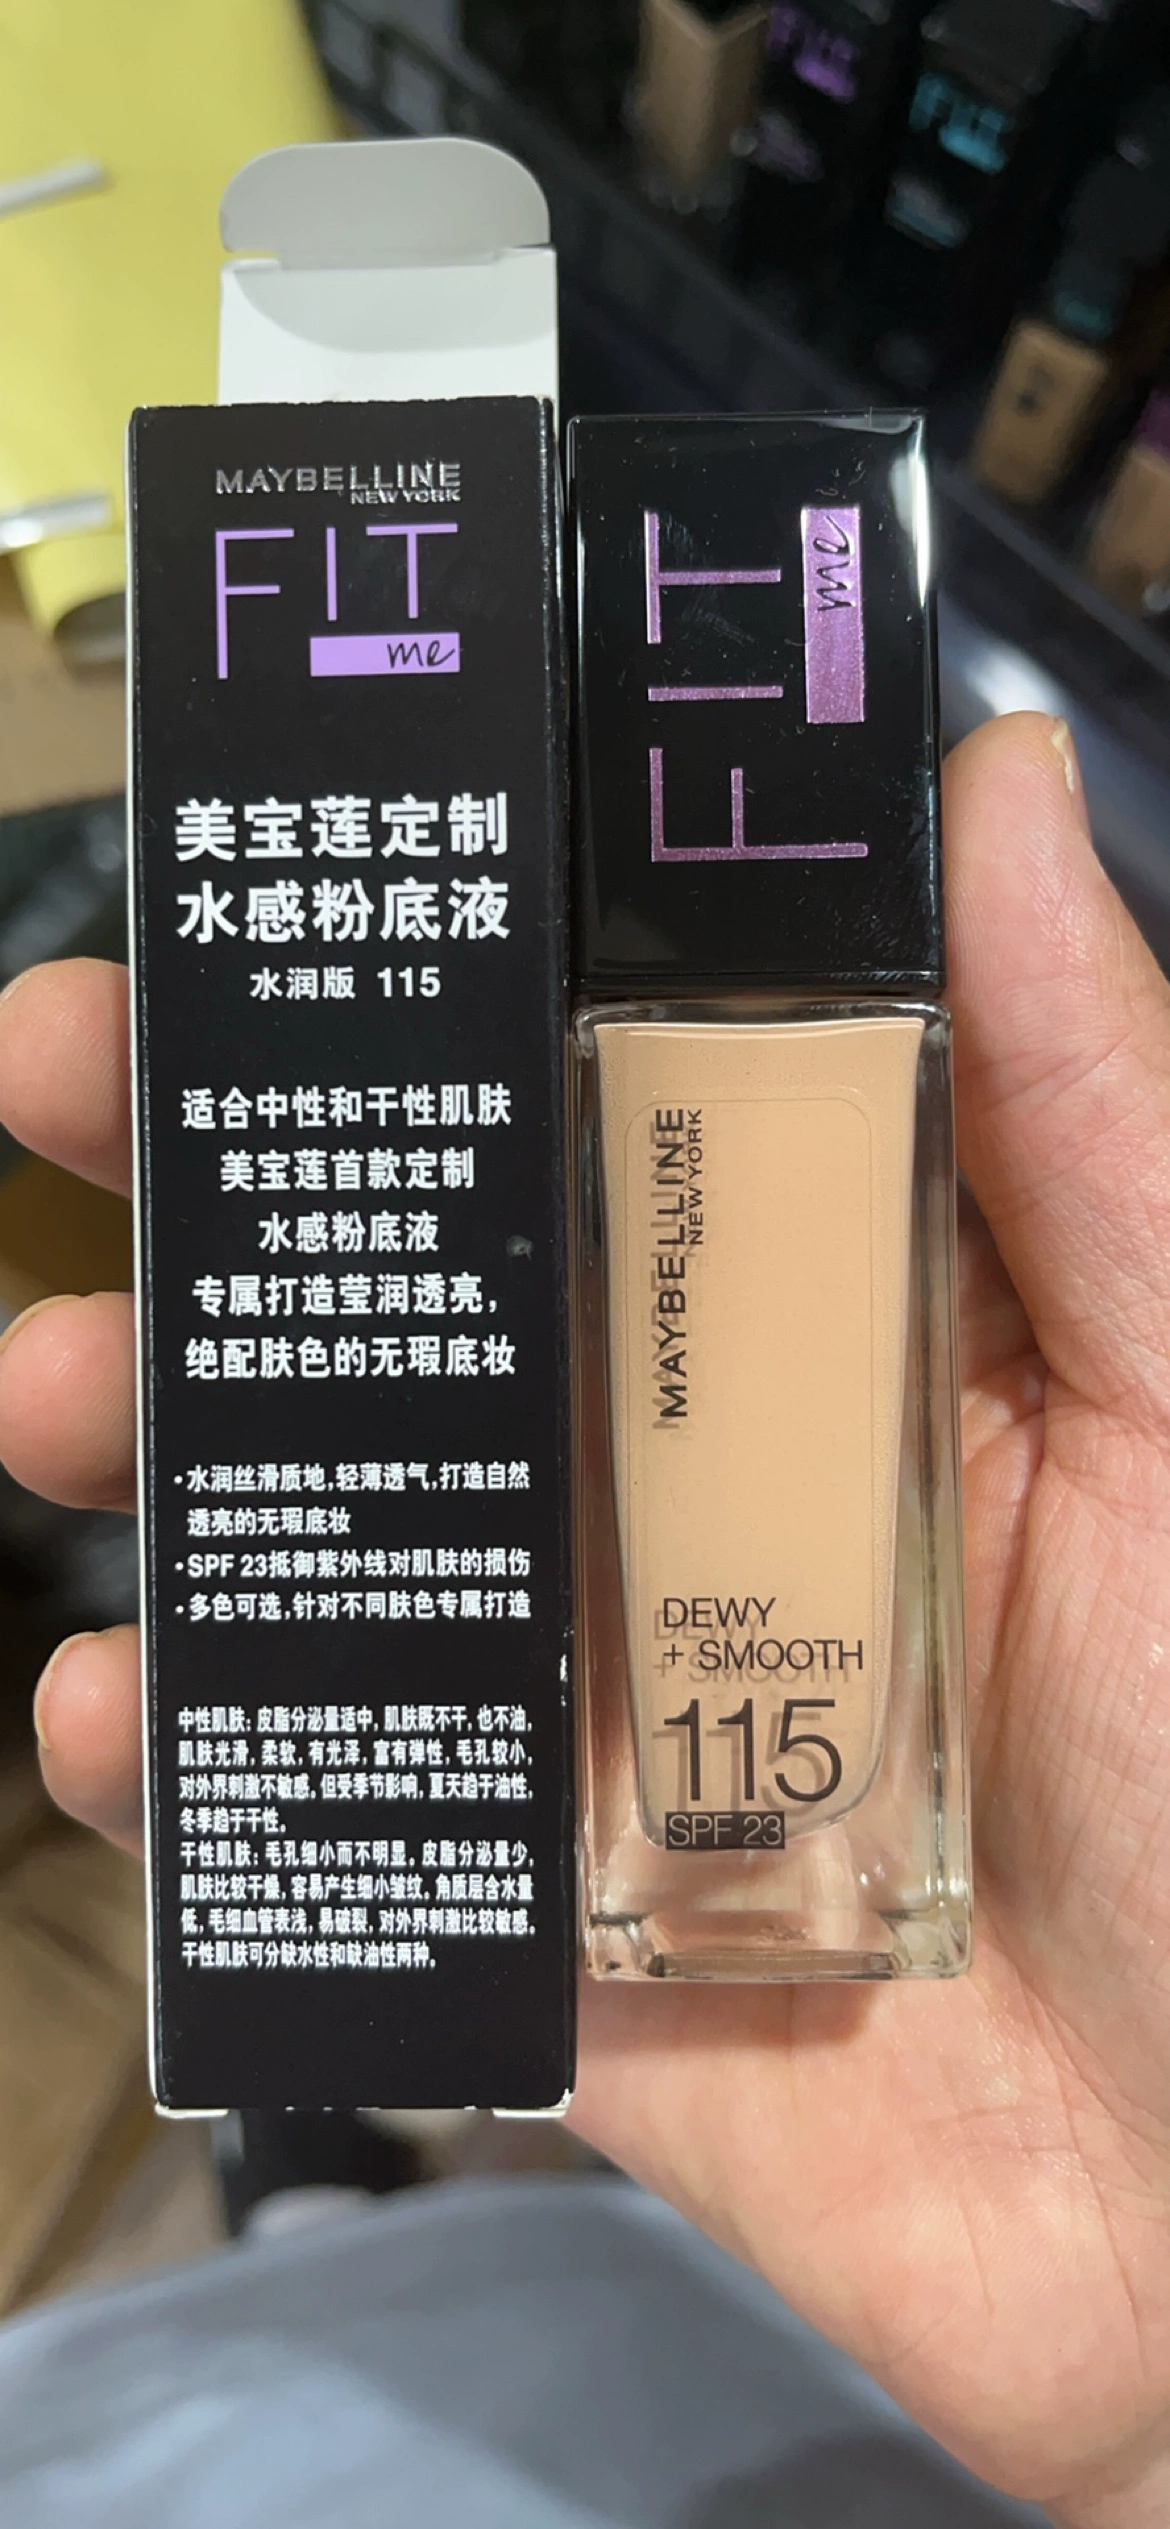 MAYBELLINE
NEW YORK
FIT
me
美宝莲定制
水感粉底液
水润版 115
适合中性和干性肌肤
美宝莲首款定制
水感粉底液
专属打造莹润透亮，
绝配肤色的无瑕底妆
•水润丝滑质地,轻薄透气,打造自然
透亮的无瑕底妆
•SPF 23抵御紫外线对肌肤的损伤
•多色可选,针对不同肤色专属打造
中性肌肤：皮脂分泌量适中, 肌肤既不干, 也不油,
肌肤光滑, 柔软, 有光泽, 富有弹性, 毛孔较小,
对外界刺激不敏感, 但受季节影响, 夏天趋于油性,
冬季趋于干性。
干性肌肤：毛孔细小而不明显。皮脂分泌量少,
肌肤比较干燥, 容易产生细小皱纹。角质层含水量
低, 毛细血管表浅, 易破裂, 对外界刺激比较敏感。
干性肌肤可分缺水性和缺油性两种。
FIT
me
MAYBELLINE
NEW YORK
DEWY
+ SMOOTH
115
SPF 23
FIT
FIT